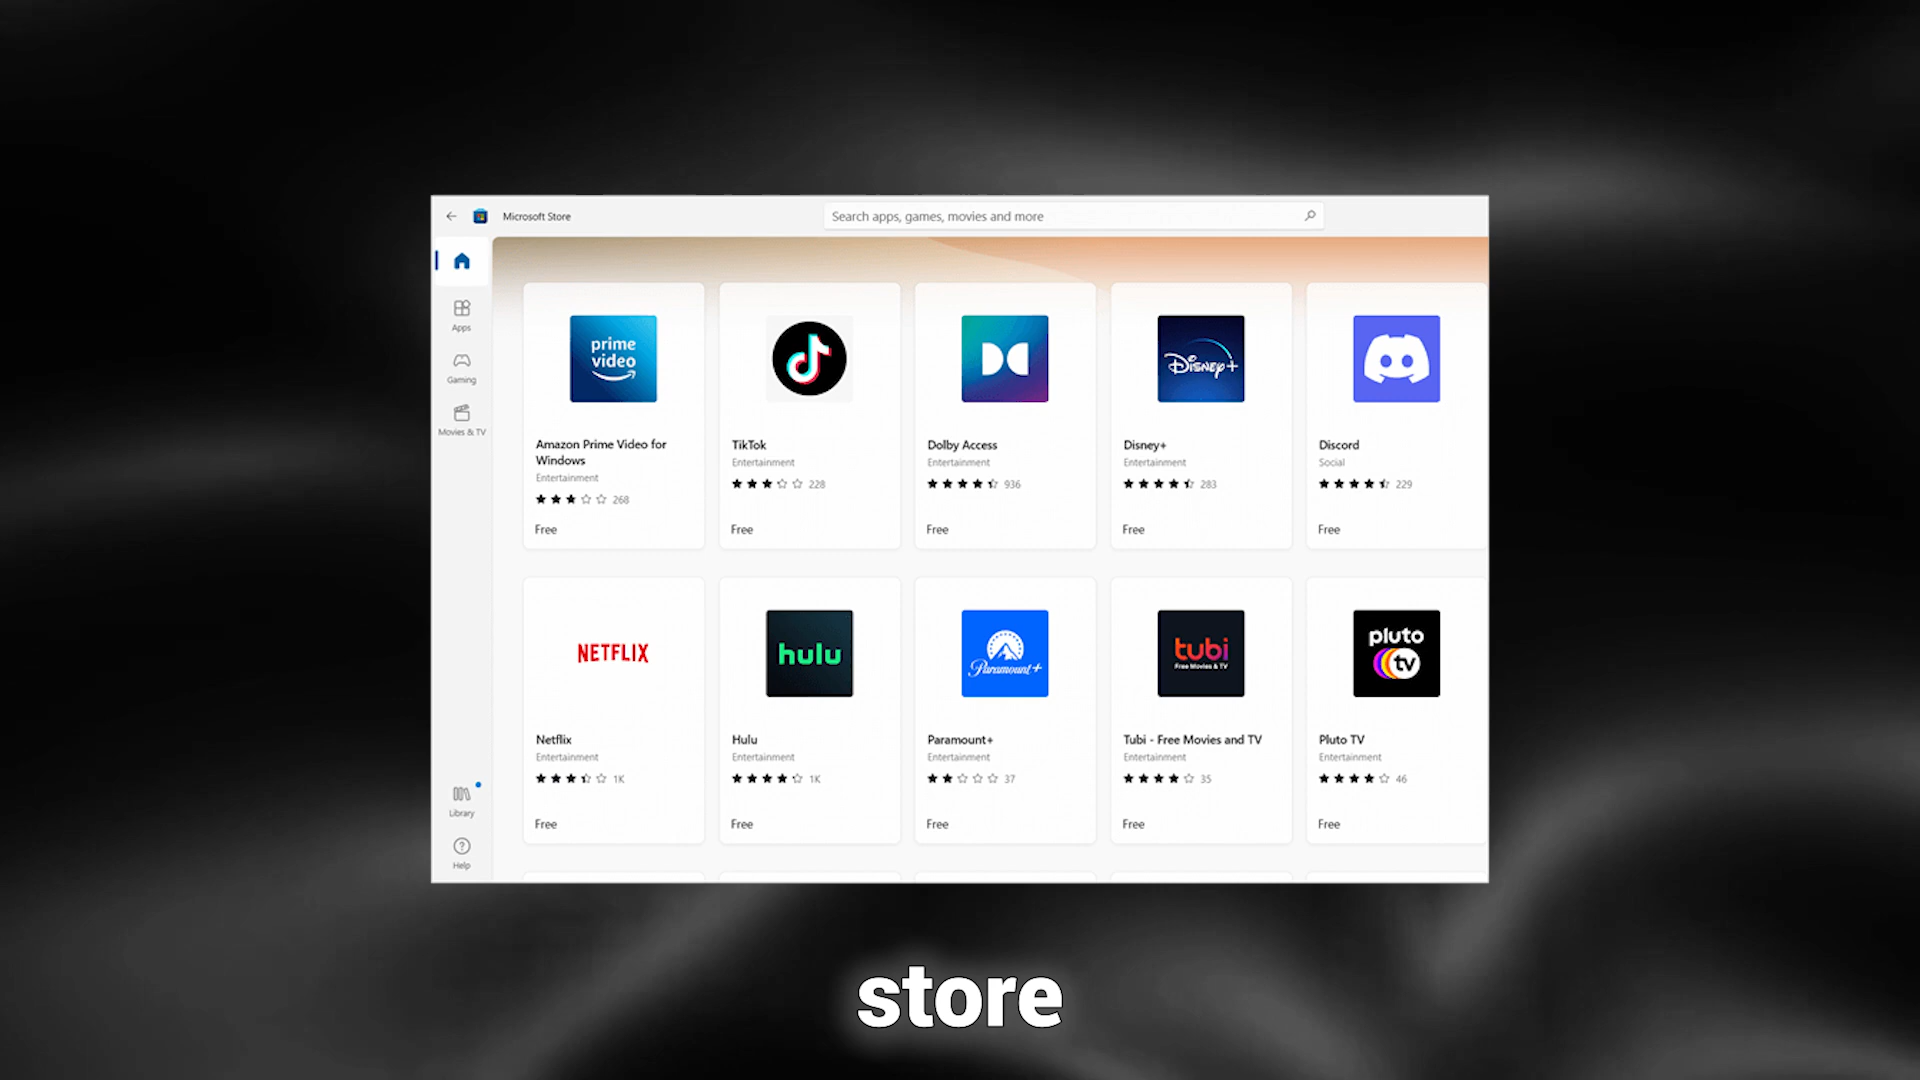 Microsoft Store
Search apps, games, movies and more
Apps
Gaming
Movies & TV
Library
Help
prime
video
Amazon Prime Video for
Windows
Entertainment
268
Free
TikTok
Entertainment
228
Free
Dolby Access
Entertainment
936
Free
Disney+
Disney+
Entertainment
283
Free
Discord
Social
229
Free
NETFLIX
Netflix
Entertainment
1K
Free
hulu
Hulu
Entertainment
1K
Free
Paramount+
Paramount+
Entertainment
37
Free
tubi
Free Movies & TV
Tubi - Free Movies and TV
Entertainment
35
Free
pluto
tv
Pluto TV
Entertainment
46
Free
store